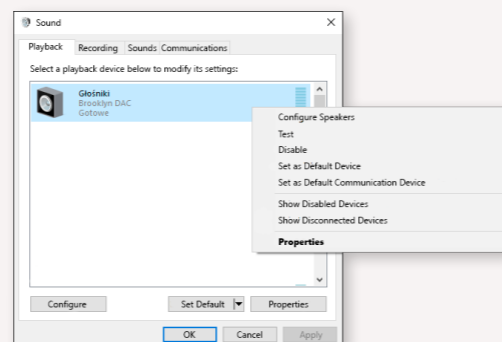 Sound
Playback Recording Sounds Communications
Select a playback device below to modify its settings:
Głośniki
Brooklyn DAC
Gotowe
Configure Speakers
Test
Disable
Set as Default Device
Set as Default Communication Device
Show Disabled Devices
Show Disconnected Devices
Properties
Configure Set Default Properties
OK Cancel Apply